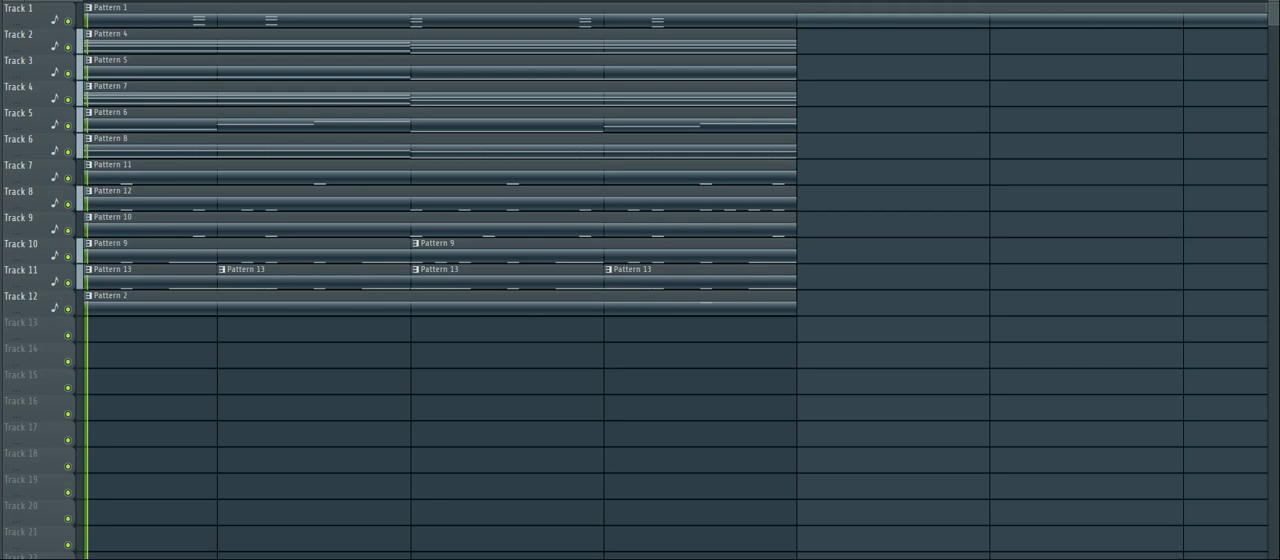 Track 1
Pattern 1
Track 2
Pattern 4
Track 3
Pattern 5
Track 4
Pattern 7
Track 5
Pattern 6
Track 6
Pattern 8
Track 7
Pattern 11
Track 8
Pattern 12
Track 9
Pattern 10
Track 10
Pattern 9 Pattern 9
Track 11
Pattern 13 Pattern 13 Pattern 13 Pattern 13
Track 12
Pattern 2
Track 13
Track 14
Track 15
Track 16
Track 17
Track 18
Track 19
Track 20
Track 21